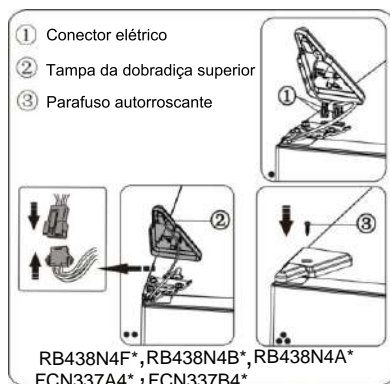 ① Conector elétrico
② Tampa da dobradiça superior
③ Parafuso autorroscante
①
②
③
RB438N4F*, RB438N4B*, RB438N4A*
FCN337A4*, FCN337B4*